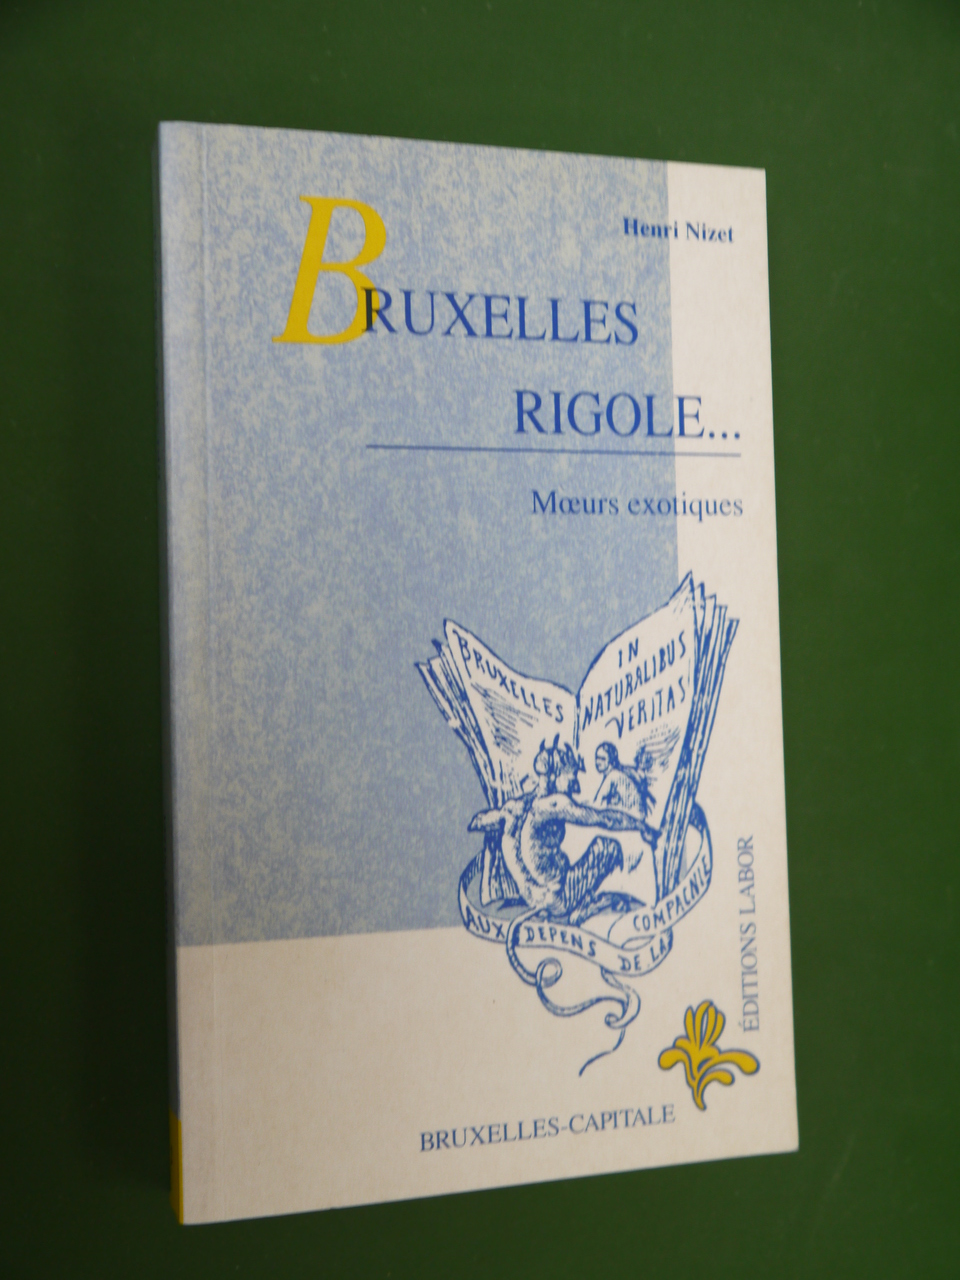 Henri Nizet
BRUXELLES
RIGOLE...
Mœurs exotiques
BRUXELLES
IN
NATURALIBUS
VERITAS
AUX DEPENS DE LA COMPAGNIE
ÉDITIONS LABOR
BRUXELLES-CAPITALE